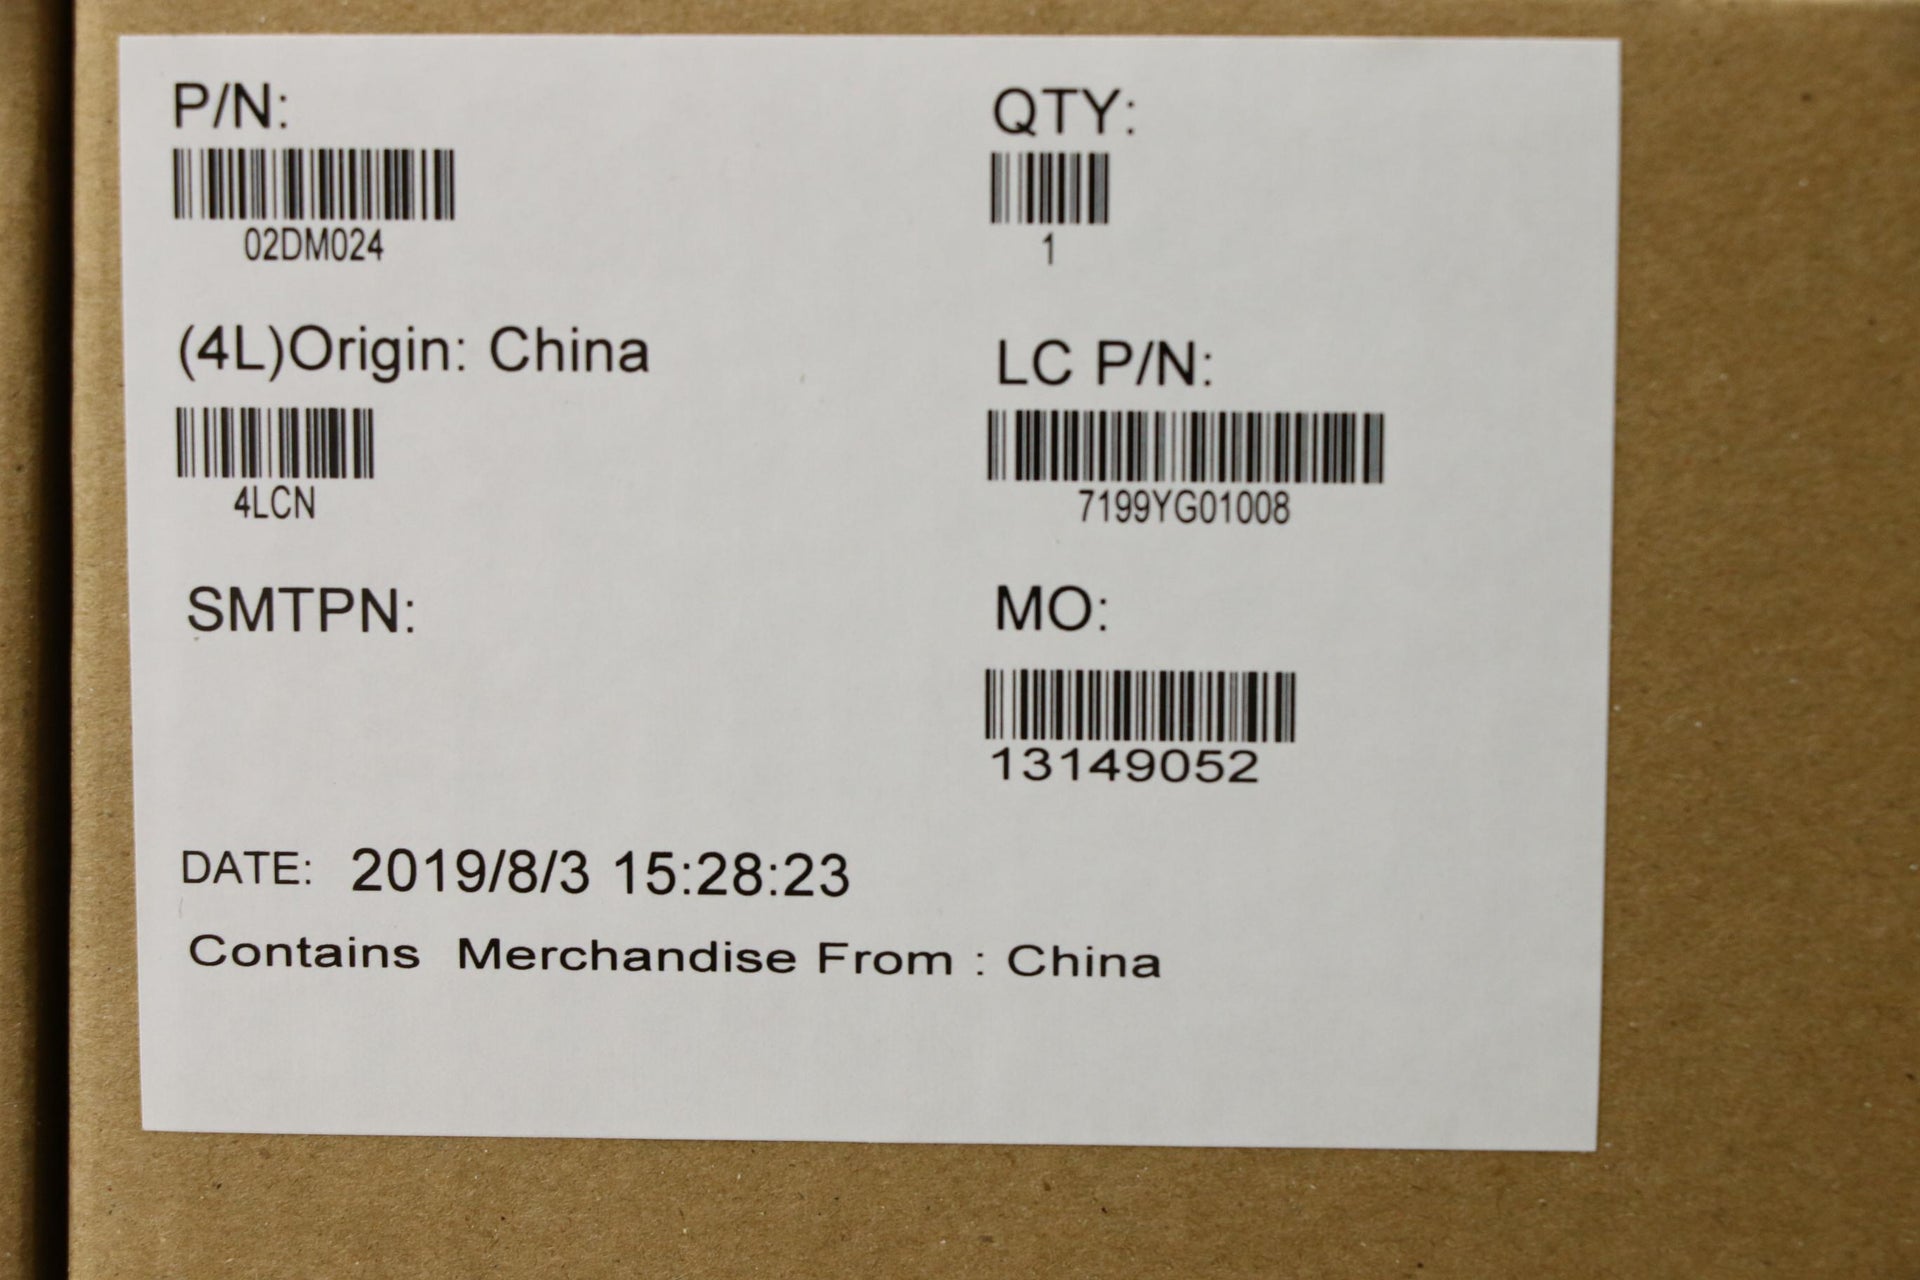 P/N:
02DM024
QTY:
1
(4L)Origin: China
4LCN
LC P/N:
7199YG01008
SMTPN:
MO:
13149052
DATE: 2019/8/3 15:28:23
Contains Merchandise From : China